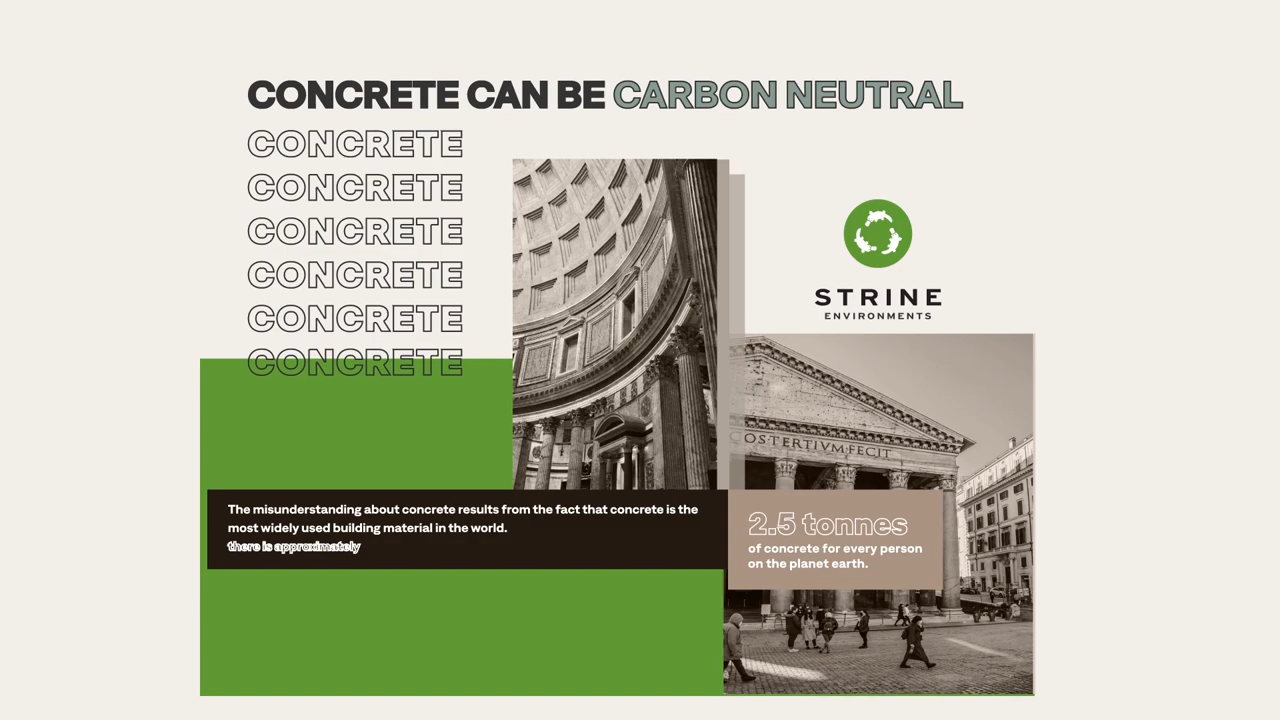 CONCRETE CAN BE CARBON NEUTRAL
CONCRETE
CONCRETE
CONCRETE
CONCRETE
CONCRETE
CONCRETE
STRINE
ENVIRONMENTS
OSTERTIVM·FECIT
The misunderstanding about concrete results from the fact that concrete is the
most widely used building material in the world.
there is approximately
2.5 tonnes
of concrete for every person
on the planet earth.